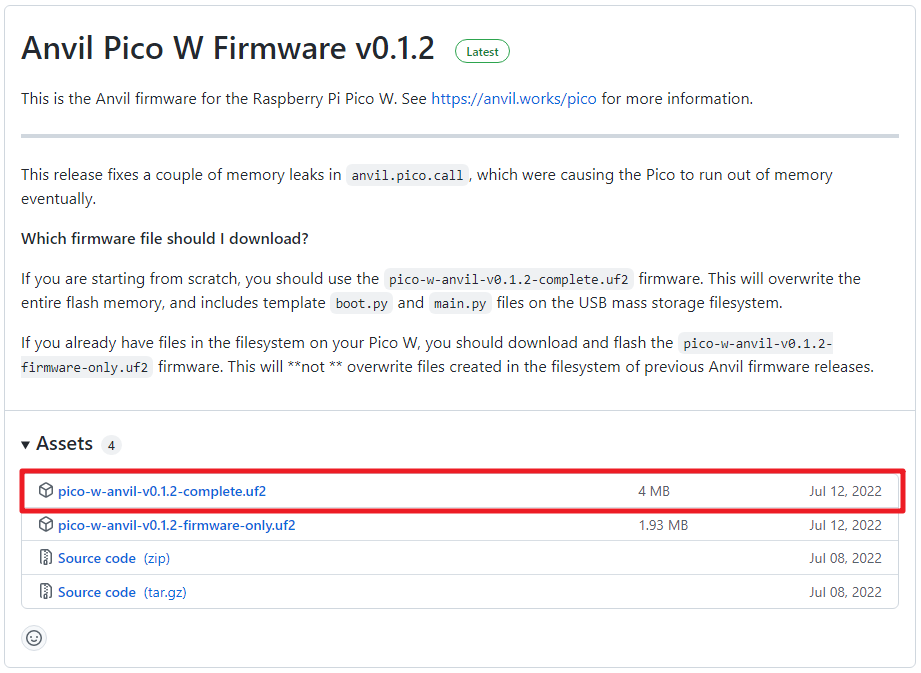 Anvil Pico W Firmware v0.1.2 Latest
This is the Anvil firmware for the Raspberry Pi Pico W. See https://anvil.works/pico for more information.
This release fixes a couple of memory leaks in anvil.pico.call, which were causing the Pico to run out of memory
eventually.
Which firmware file should I download?
If you are starting from scratch, you should use the pico-w-anvil-v0.1.2-complete.uf2 firmware. This will overwrite the
entire flash memory, and includes template boot.py and main.py files on the USB mass storage filesystem.
If you already have files in the filesystem on your Pico W, you should download and flash the pico-w-anvil-v0.1.2-
firmware-only.uf2 firmware. This will **not ** overwrite files created in the filesystem of previous Anvil firmware releases.
Assets 4
pico-w-anvil-v0.1.2-complete.uf2 4 MB Jul 12, 2022
pico-w-anvil-v0.1.2-firmware-only.uf2 1.93 MB Jul 12, 2022
Source code (zip) Jul 08, 2022
Source code (tar.gz) Jul 08, 2022